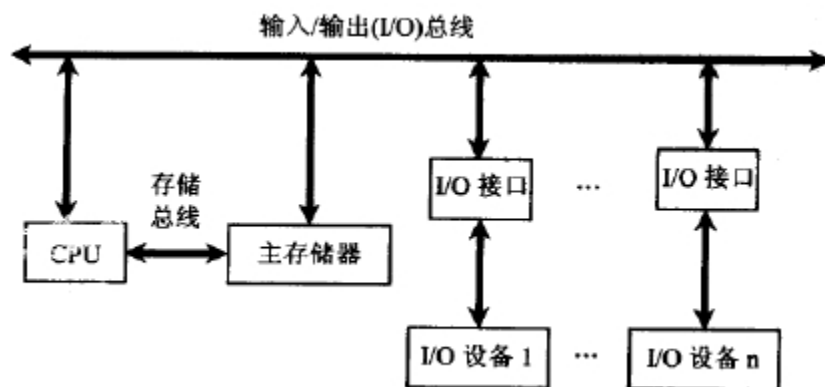 输入/输出(I/O)总线
存储
总线
I/O 接口
...
I/O 接口
CPU
主存储器
I/O 设备 1
...
I/O 设备 n